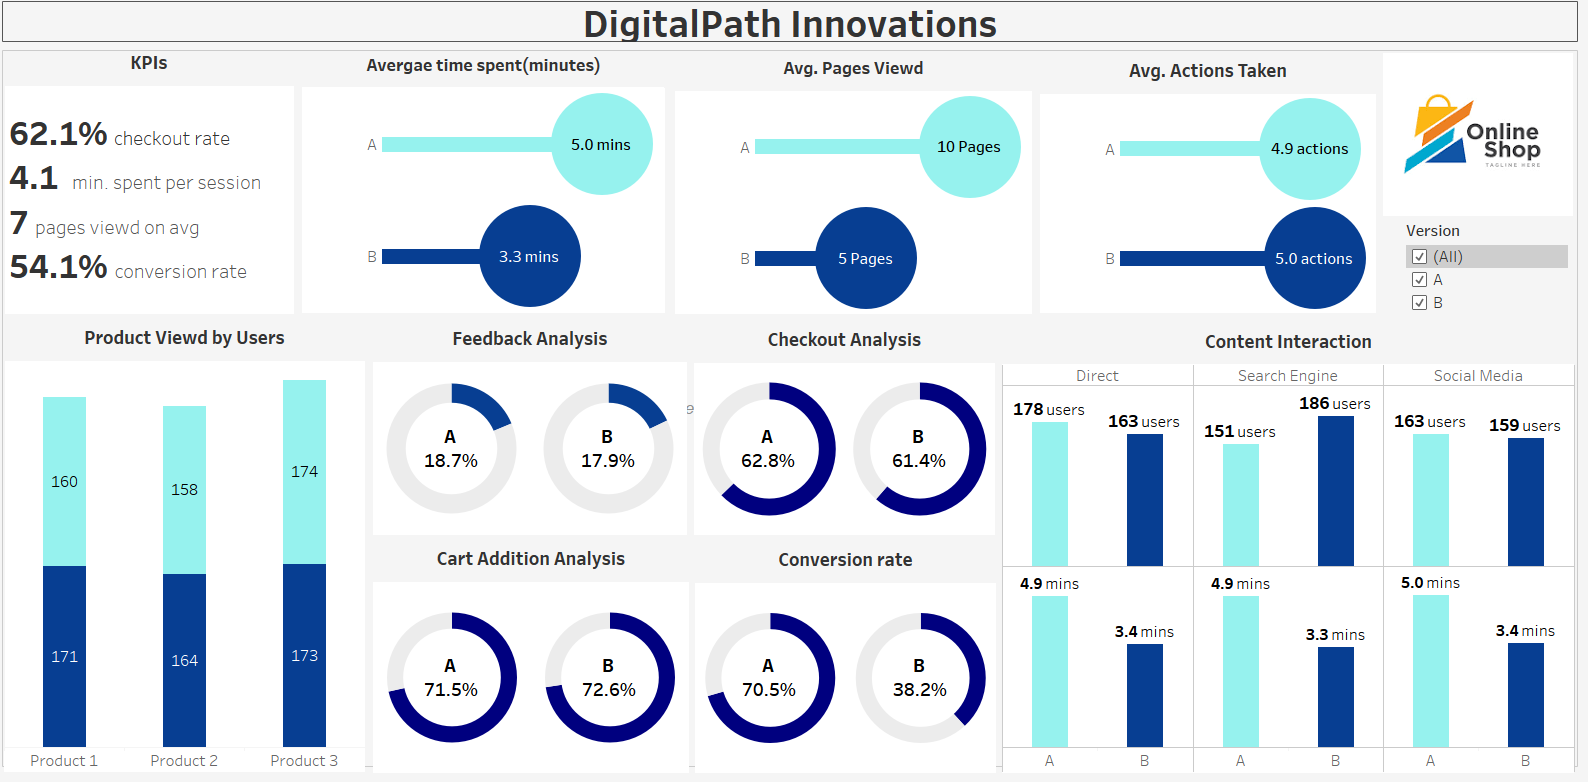 DigitalPath Innovations
KPIs
62.1% checkout rate
4.1 min. spent per session
7 pages viewd on avg
54.1% conversion rate
Avergae time spent(minutes)
A
5.0 mins
B
3.3 mins
Avg. Pages Viewd
A
10 Pages
B
5 Pages
Avg. Actions Taken
A
4.9 actions
B
5.0 actions
Online
Shop
TAGLINE HERE
Version
(All)
A
B
Product Viewd by Users
160
158
174
171
164
173
Product 1
Product 2
Product 3
Feedback Analysis
A
18.7%
B
17.9%
e
Checkout Analysis
A
62.8%
B
61.4%
Cart Addition Analysis
A
71.5%
B
72.6%
Conversion rate
A
70.5%
B
38.2%
Content Interaction
Direct
Search Engine
Social Media
178 users
163 users
151 users
186 users
163 users
159 users
4.9 mins
3.4 mins
4.9 mins
3.3 mins
5.0 mins
3.4 mins
A
B
A
B
A
B